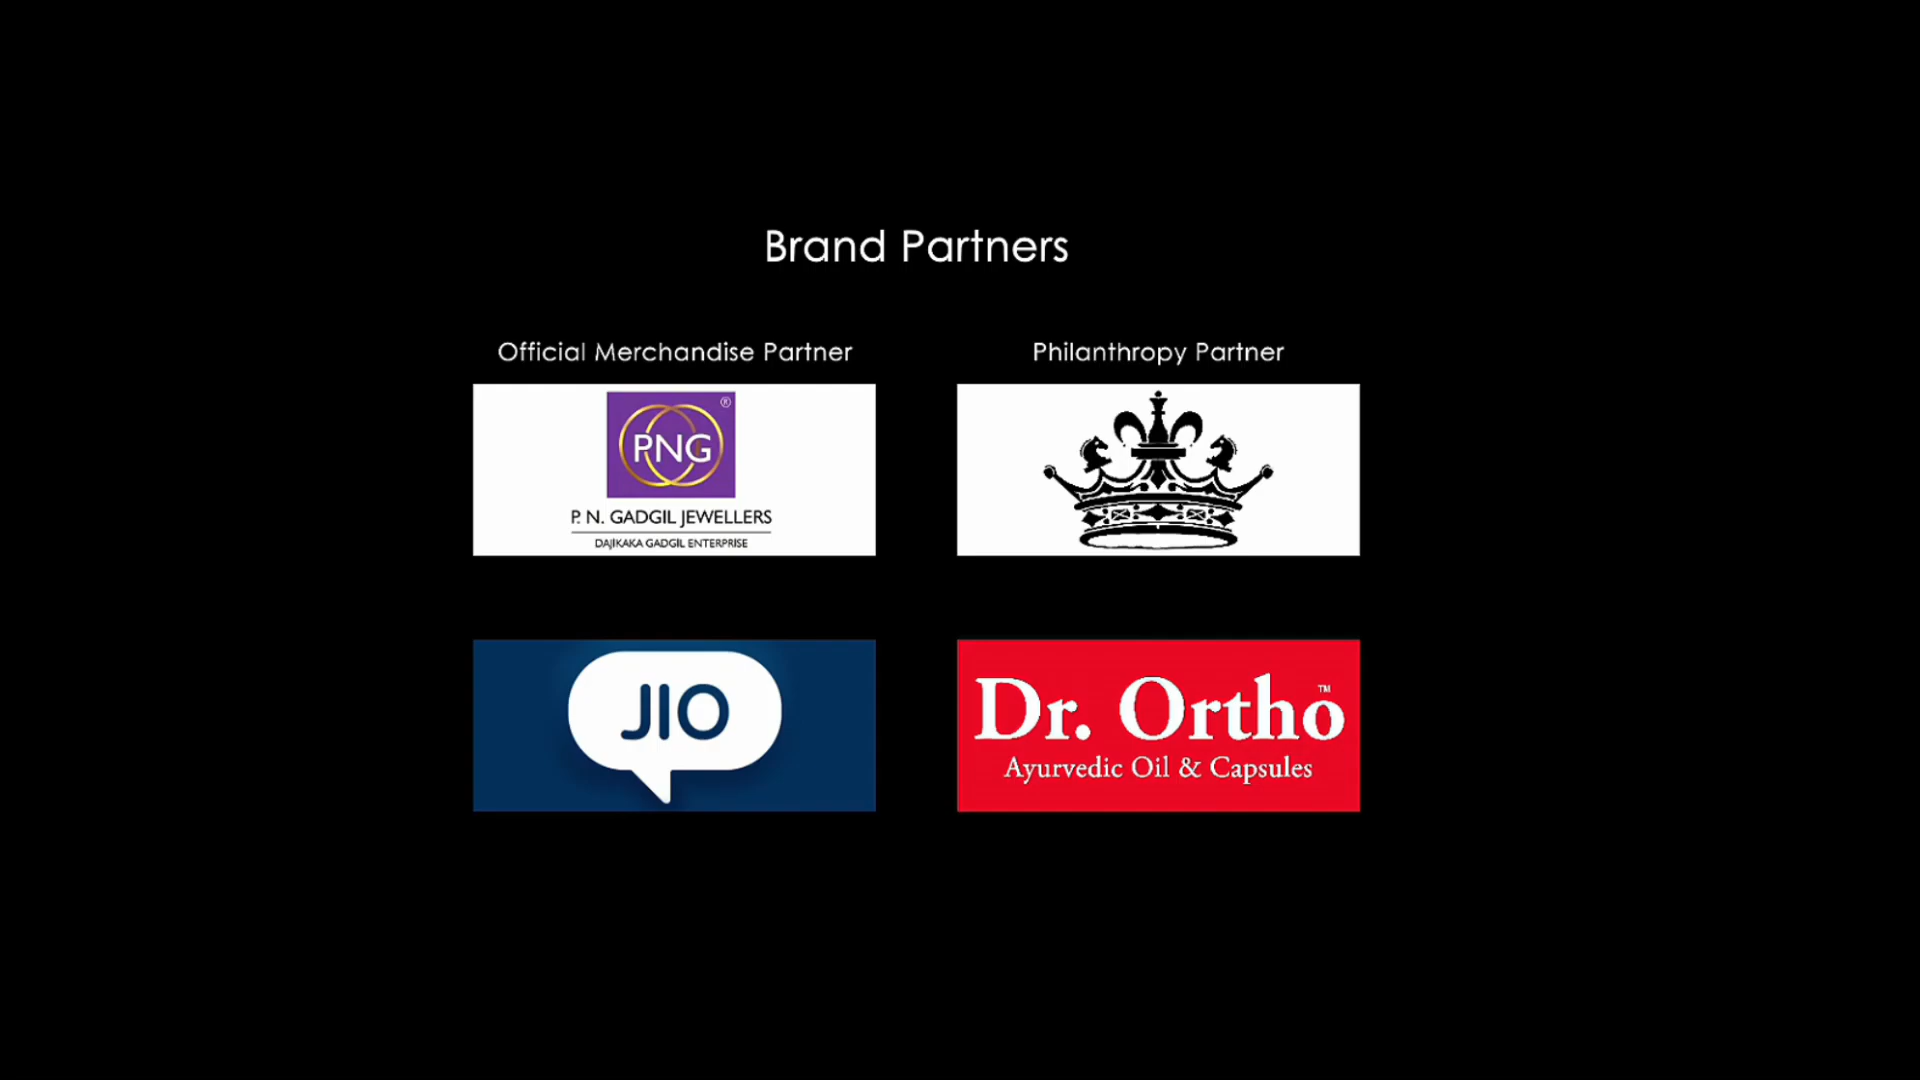 Brand Partners
Official Merchandise Partner
Philanthropy Partner
PNG ®
P. N. GADGIL JEWELLERS
DAJIKAKA GADGIL ENTERPRISE
JIO
Dr. Ortho ™
Ayurvedic Oil & Capsules